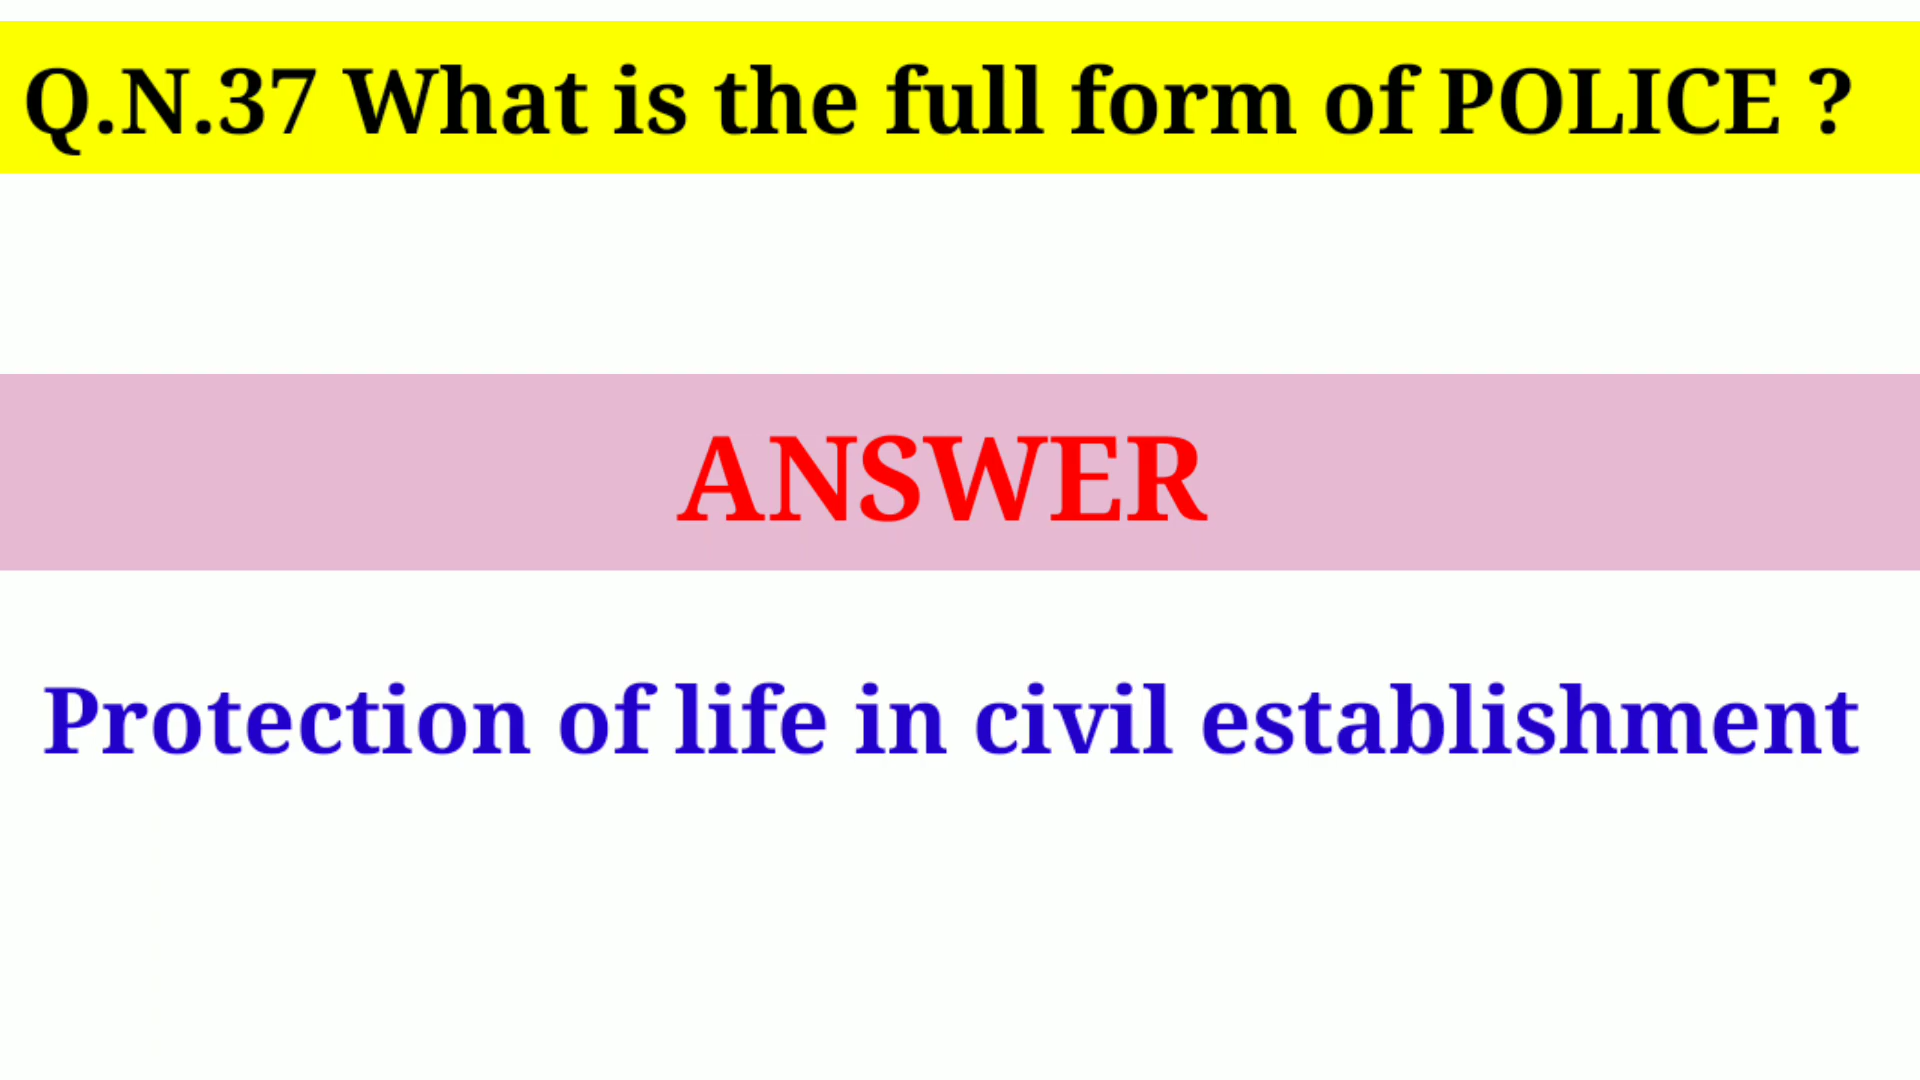 Q.N.37 What is the full form of POLICE ?
ANSWER
Protection of life in civil establishment